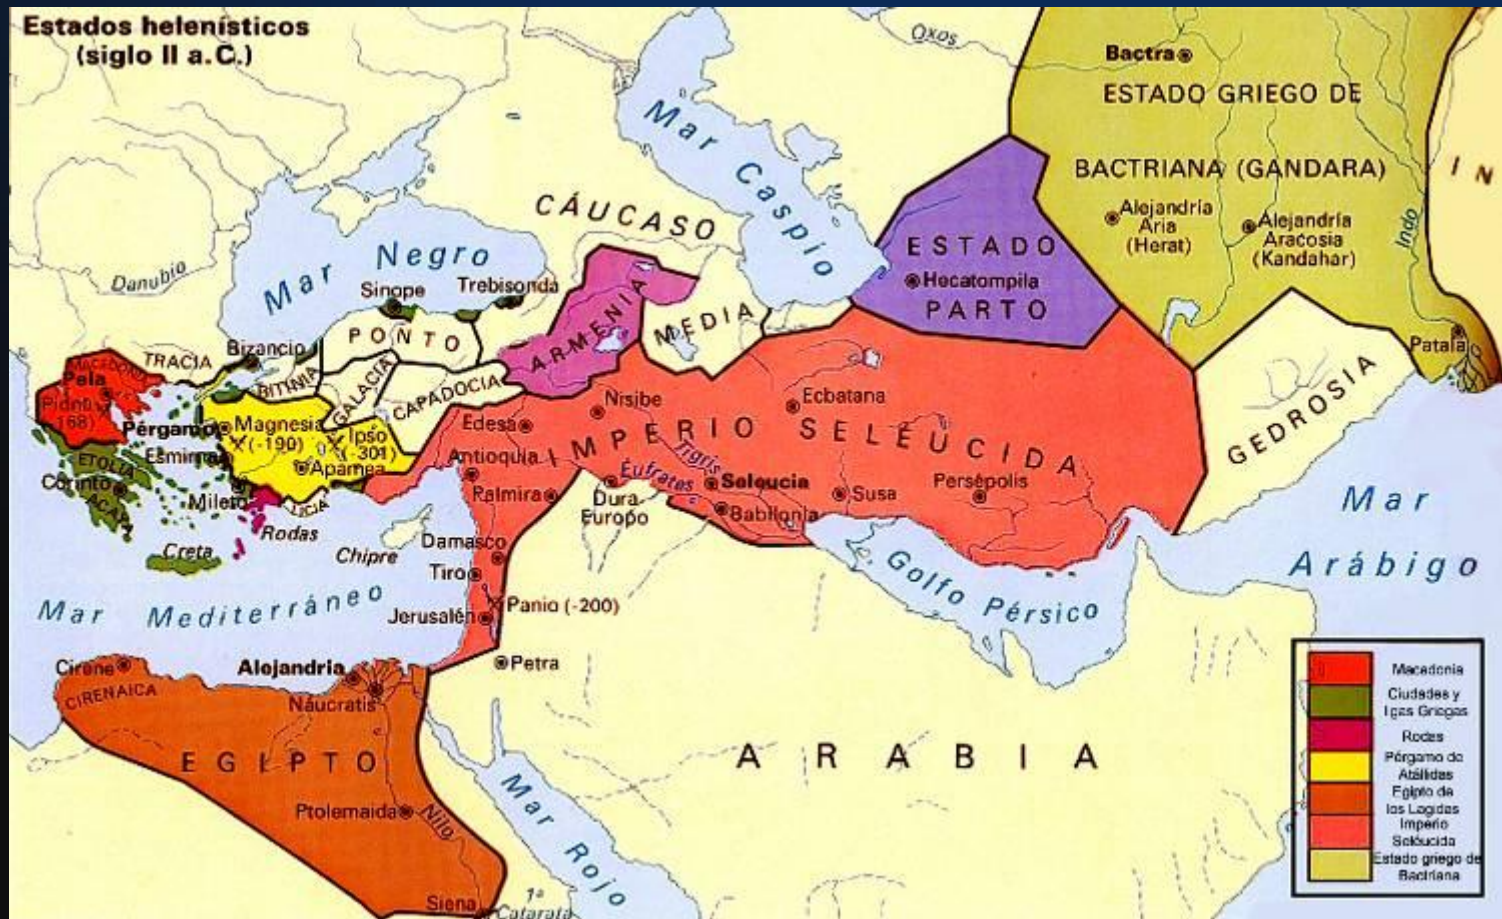 Estados helenísticos
(siglo II a.C.)
Oxos
Bactra
ESTADO GRIEGO DE
BACTRIANA (GANDARA)
I N
Alejandría
Aria
(Herat)
Alejandría
Aracosia
(Kandahar)
Indo
Patala
Mar Caspio
CÁUCASO
ESTADO
PARTO
Hecatompila
Danubio
Mar Negro
Sinope
Trebisonda
PONTO
ARMENIA
MEDIA
TRACIA
Bizancio
BITINIA
GALACIA
CAPADOCIA
MACEDONIA
Pela
Pidna
168)
Pérgamo
Magnesia
(-190)
Ipso
(-301)
Esmirna
Apamea
ETOLIA
Corinto
ACAYA
Mileto
LICIA
Rodas
Creta
Chipre
Edesa
Nisibe
Ecbatana
IMPERIO SELÉUCIDA
Antioquia
Palmira
Dura
Europo
Éufrates
Tigris
Seleucia
Babilonia
Susa
Persépolis
GEDROSIA
Mar
Arábigo
Golfo Pérsico
Damasco
Tiro
Jerusalén
Panio (-200)
Petra
Mar Mediterráneo
Cirene
CIRENAICA
Alejandria
Náucratis
EGIPTO
Ptolemaida
Nilo
Siena
1ª
Catarata
Mar Rojo
ARABIA
Macedonia
Ciudades y
Igas Griegas
Rodas
Pérgamo de
Atálidas
Egipto de
los Lagidas
Imperio
Seléucida
Estado griego de
Bactriana